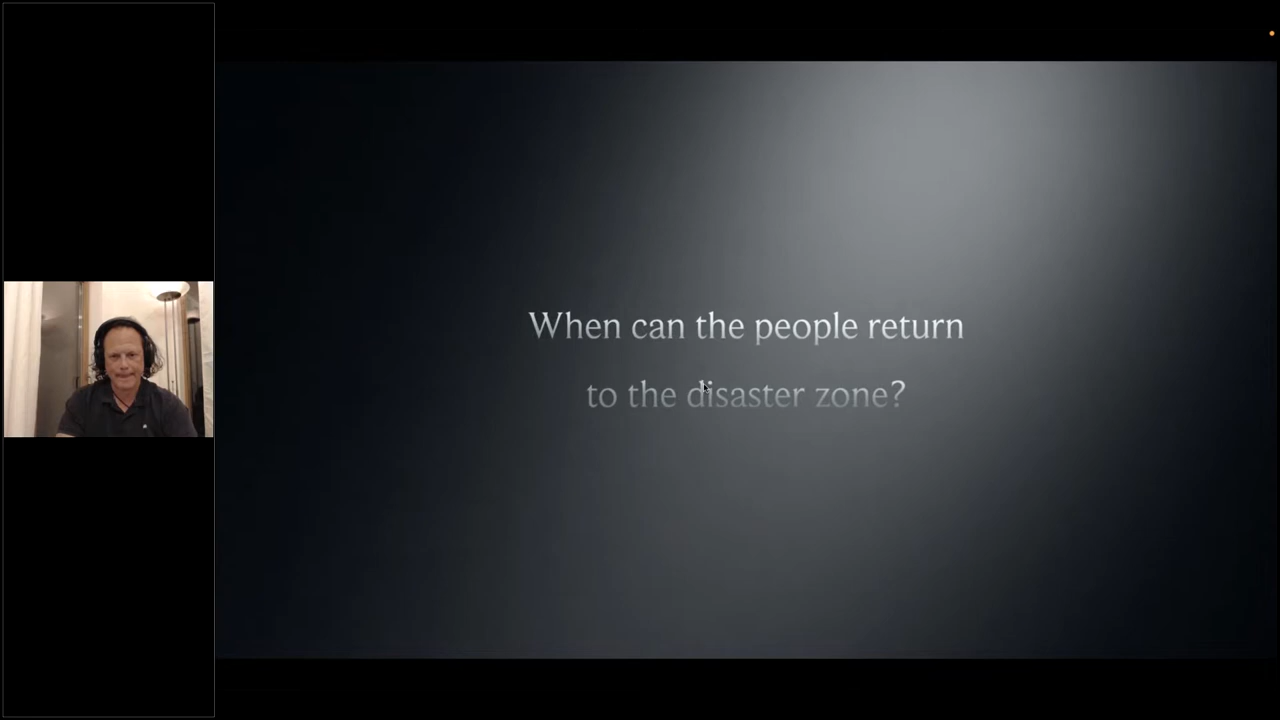 When can the people return
to the disaster zone?